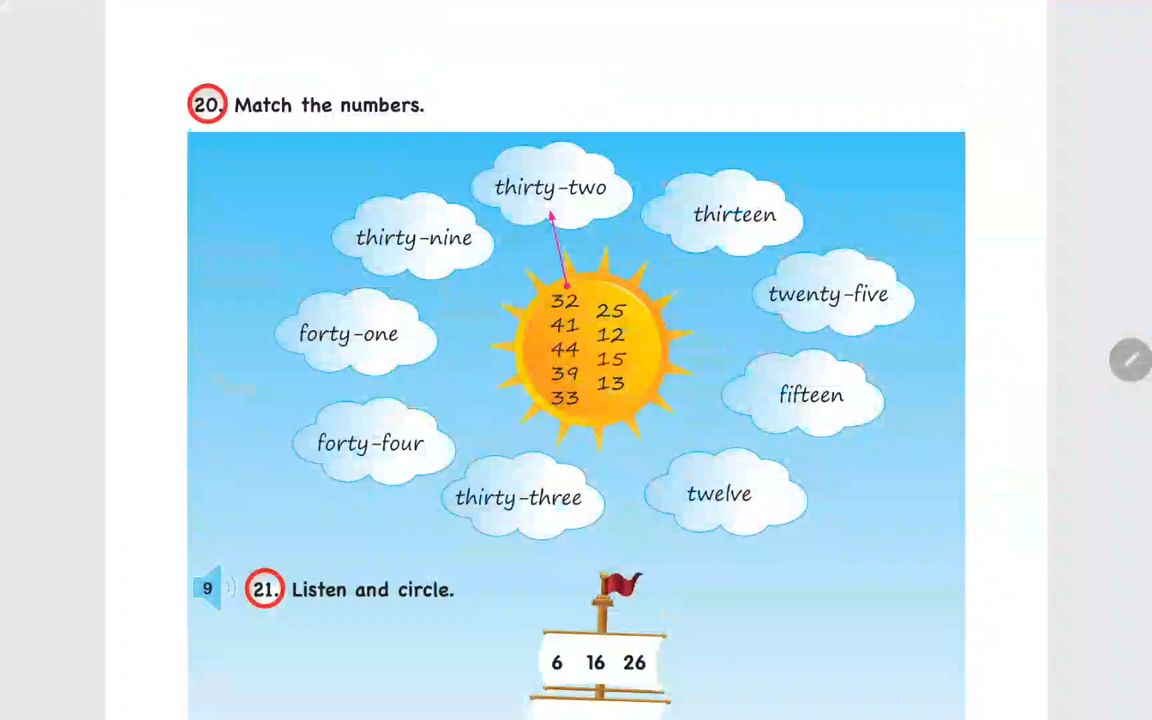 20. Match the numbers.
thirty-two
thirteen
thirty-nine
twenty-five
forty-one
32
41
44
39
33
25
12
15
13
fifteen
forty-four
thirty-three
twelve
9
21. Listen and circle.
6 16 26